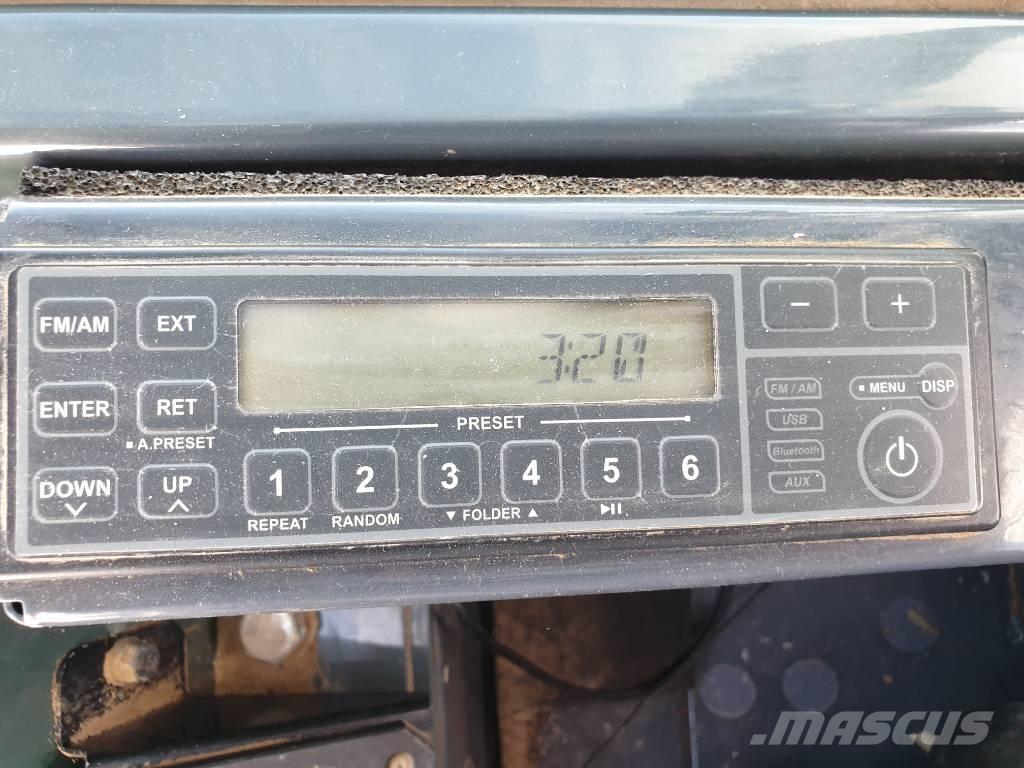 FM/AM EXT
3:20
− +
FM/AM
USB
Bluetooth
AUX
▪ MENU DISP
ENTER RET
▪ A.PRESET
DOWN UP
PRESET
1 2 3 4 5 6
REPEAT RANDOM ▼ FOLDER ▲ ▶II
MASCUS